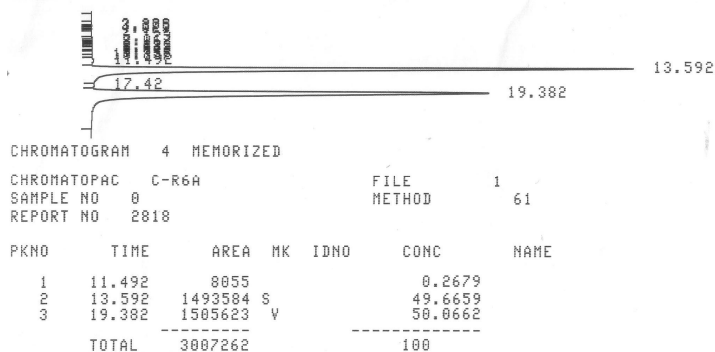 13.592
17.42
19.382
CHROMATOGRAM 4 MEMORIZED
CHROMATOPAC C-R6A FILE 1
SAMPLE NO 0 METHOD 61
REPORT NO 2818
PKNO TIME AREA MK IDNO CONC NAME
1 11.492 8055 0.2679
2 13.592 1493584 S 49.6659
3 19.382 1505623 V 50.0662
TOTAL 3007262 100